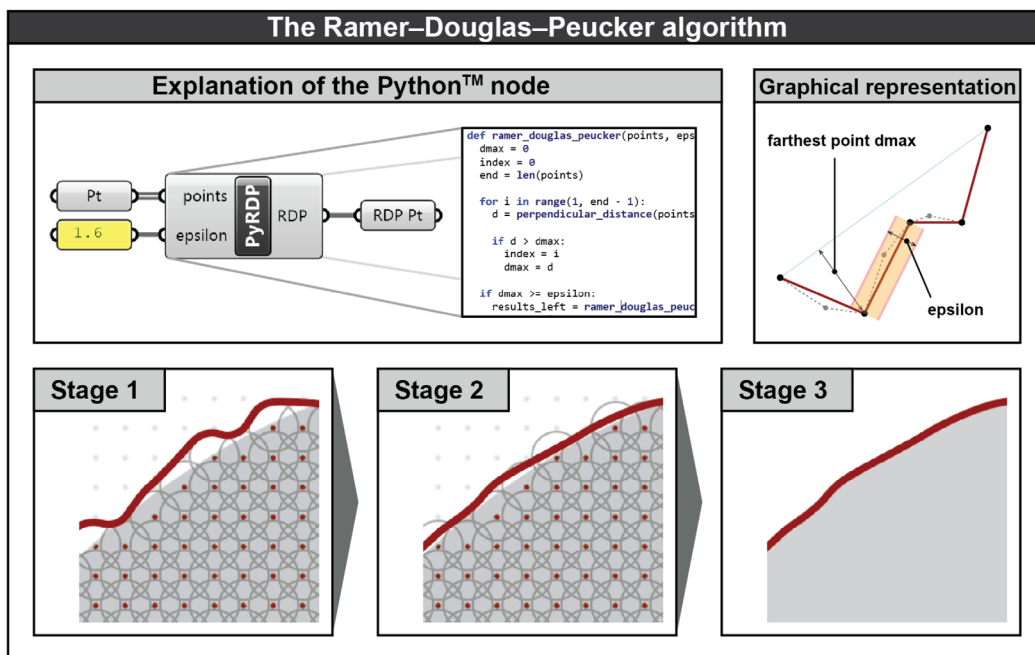 The Ramer–Douglas–Peucker algorithm
Explanation of the Python™ node
Pt
1.6
points
epsilon
PyRDP
RDP
RDP Pt
def ramer_douglas_peucker(points, eps
dmax = 0
index = 0
end = len(points)
for i in range(1, end - 1):
d = perpendicular_distance(points
if d > dmax:
index = i
dmax = d
if dmax >= epsilon:
results_left = ramer_douglas_peuc
Graphical representation
farthest point dmax
epsilon
Stage 1
Stage 2
Stage 3